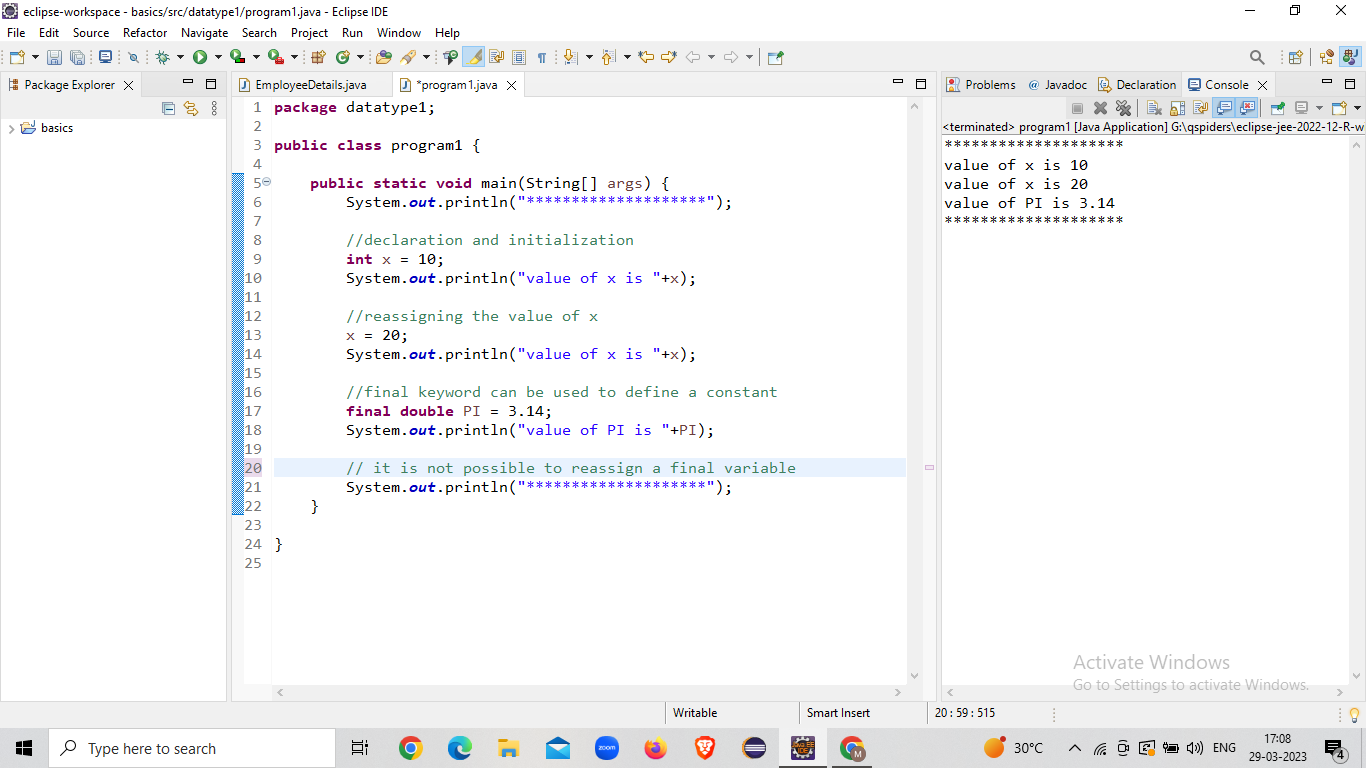 eclipse-workspace - basics/src/datatype1/program1.java - Eclipse IDE
File Edit Source Refactor Navigate Search Project Run Window Help
Package Explorer
basics
EmployeeDetails.java *program1.java
1 package datatype1;
2
3 public class program1 {
4
5 public static void main(String[] args) {
6 System.out.println("********************");
7
8 //declaration and initialization
9 int x = 10;
10 System.out.println("value of x is "+x);
11
12 //reassigning the value of x
13 x = 20;
14 System.out.println("value of x is "+x);
15
16 //final keyword can be used to define a constant
17 final double PI = 3.14;
18 System.out.println("value of PI is "+PI);
19
20 // it is not possible to reassign a final variable
21 System.out.println("********************");
22 }
23
24 }
25
Problems @ Javadoc Declaration Console
<terminated> program1 [Java Application] G:\qspiders\eclipse-jee-2022-12-R-w
********************
value of x is 10
value of x is 20
value of PI is 3.14
********************
Activate Windows
Go to Settings to activate Windows.
Writable Smart Insert 20 : 59 : 515
Type here to search
zoom
Java EE
IDE
M
30°C
ENG
17:08
29-03-2023
4